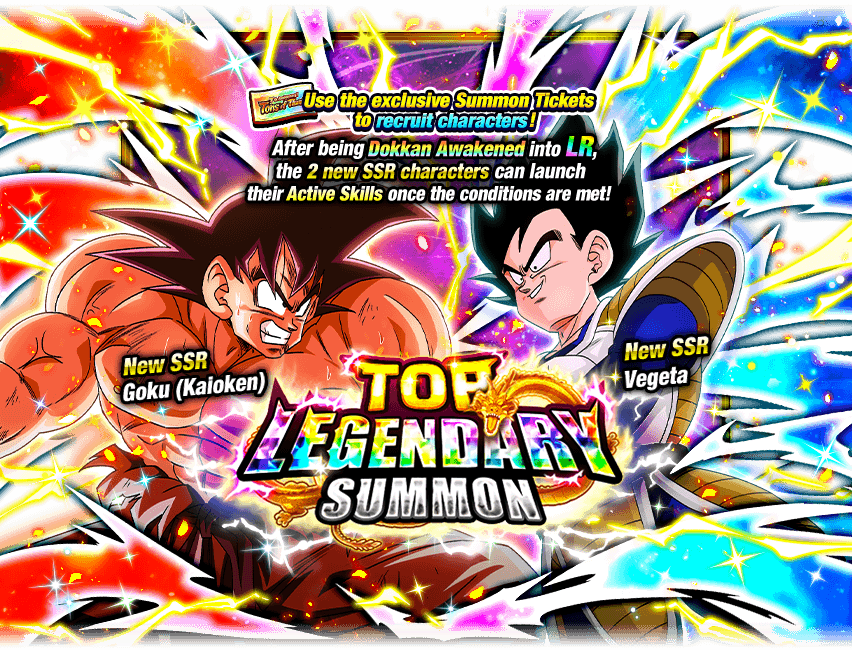 Use the exclusive Summon Tickets
to recruit characters!
After being Dokkan Awakened into LR,
the 2 new SSR characters can launch
their Active Skills once the conditions are met!
New SSR
Goku (Kaioken)
New SSR
Vegeta
TOP
LEGENDARY
SUMMON